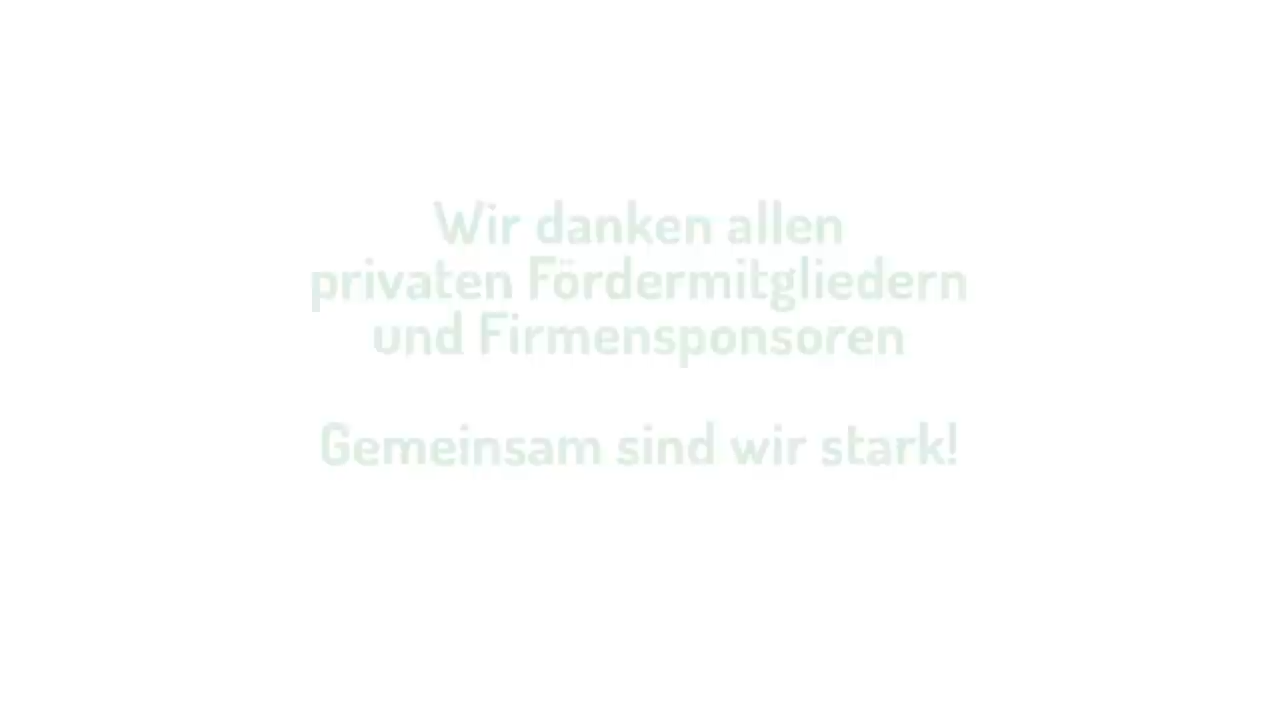 Wir danken allen
privaten Fördermitgliedern
und Firmensponsoren
Gemeinsam sind wir stark!